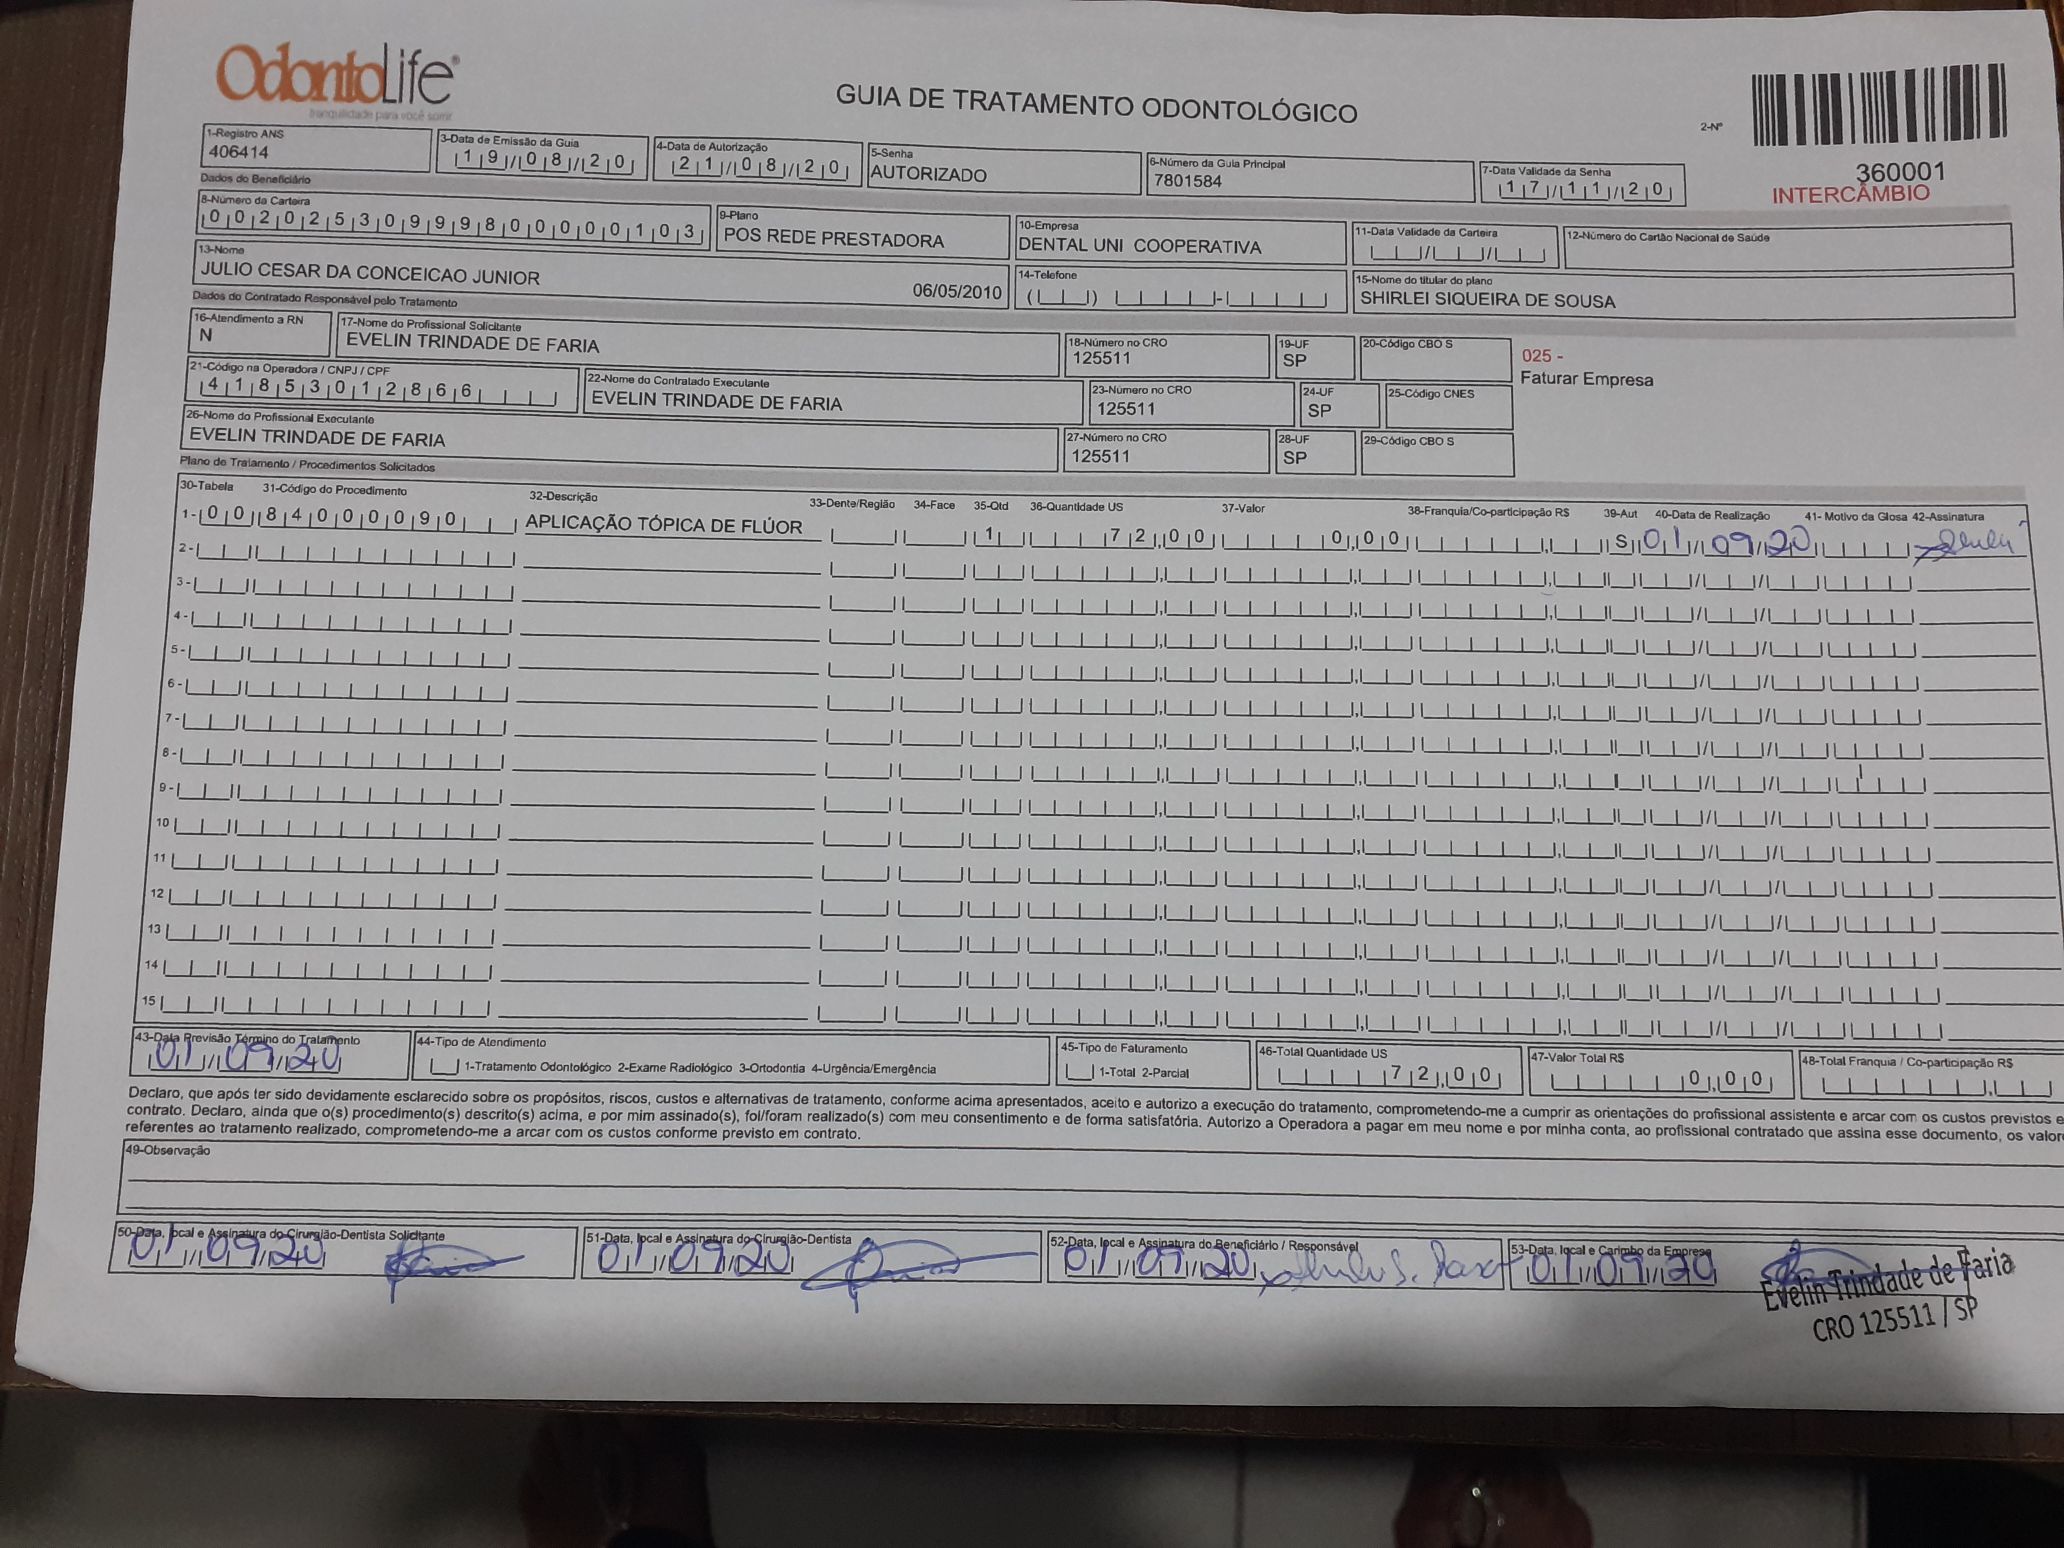 OdontoLife®
tranquilidade para você sorrir
GUIA DE TRATAMENTO ODONTOLÓGICO
2-Nº
360001
INTERCÂMBIO
1-Registro ANS
406414
3-Data de Emissão da Guia
19/08/20
4-Data de Autorização
21/08/20
5-Senha
AUTORIZADO
6-Número da Guia Principal
7801584
7-Data Validade da Senha
17/11/20
Dados do Beneficiário
8-Número da Carteira
00202530999800000103
9-Plano
POS REDE PRESTADORA
10-Empresa
DENTAL UNI COOPERATIVA
11-Data Validade da Carteira
12-Número do Cartão Nacional de Saúde
13-Nome
JULIO CESAR DA CONCEICAO JUNIOR 06/05/2010
14-Telefone
15-Nome do titular do plano
SHIRLEI SIQUEIRA DE SOUSA
Dados do Contratado Responsável pelo Tratamento
16-Atendimento a RN
N
17-Nome do Profissional Solicitante
EVELIN TRINDADE DE FARIA
18-Número no CRO
125511
19-UF
SP
20-Código CBO S
025 -
Faturar Empresa
21-Código na Operadora / CNPJ / CPF
41853012866
22-Nome do Contratado Executante
EVELIN TRINDADE DE FARIA
23-Número no CRO
125511
24-UF
SP
25-Código CNES
26-Nome do Profissional Executante
EVELIN TRINDADE DE FARIA
27-Número no CRO
125511
28-UF
SP
29-Código CBO S
Plano de Tratamento / Procedimentos Solicitados
30-Tabela 31-Código do Procedimento 32-Descrição 33-Dente/Região 34-Face 35-Qtd 36-Quantidade US 37-Valor 38-Franquia/Co-participação R$ 39-Aut 40-Data de Realização 41- Motivo da Glosa 42-Assinatura
1- 00 84000090 APLICAÇÃO TÓPICA DE FLÚOR 1 72,00 0,00 S 01/09/20
2-
3-
4-
5-
6-
7-
8-
9-
10
11
12
13
14
15
43-Data Previsão Término do Tratamento
01/09/20
44-Tipo de Atendimento
1-Tratamento Odontológico 2-Exame Radiológico 3-Ortodontia 4-Urgência/Emergência
45-Tipo de Faturamento
1-Total 2-Parcial
46-Total Quantidade US
72,00
47-Valor Total R$
0,00
48-Total Franquia / Co-participação R$
Declaro, que após ter sido devidamente esclarecido sobre os propósitos, riscos, custos e alternativas de tratamento, conforme acima apresentados, aceito e autorizo a execução do tratamento, comprometendo-me a cumprir as orientações do profissional assistente e arcar com os custos previstos e
contrato. Declaro, ainda que o(s) procedimento(s) descrito(s) acima, e por mim assinado(s), foi/foram realizado(s) com meu consentimento e de forma satisfatória. Autorizo a Operadora a pagar em meu nome e por minha conta, ao profissional contratado que assina esse documento, os valor
referentes ao tratamento realizado, comprometendo-me a arcar com os custos conforme previsto em contrato.
49-Observação
50-Data, local e Assinatura do Cirurgião-Dentista Solicitante
01/09/20
51-Data, local e Assinatura do Cirurgião-Dentista
01/09/20
52-Data, local e Assinatura do Beneficiário / Responsável
01/09/20
53-Data, local e Carimbo da Empresa
01/09/20
Evelin Trindade de Faria
CRO 125511 / SP